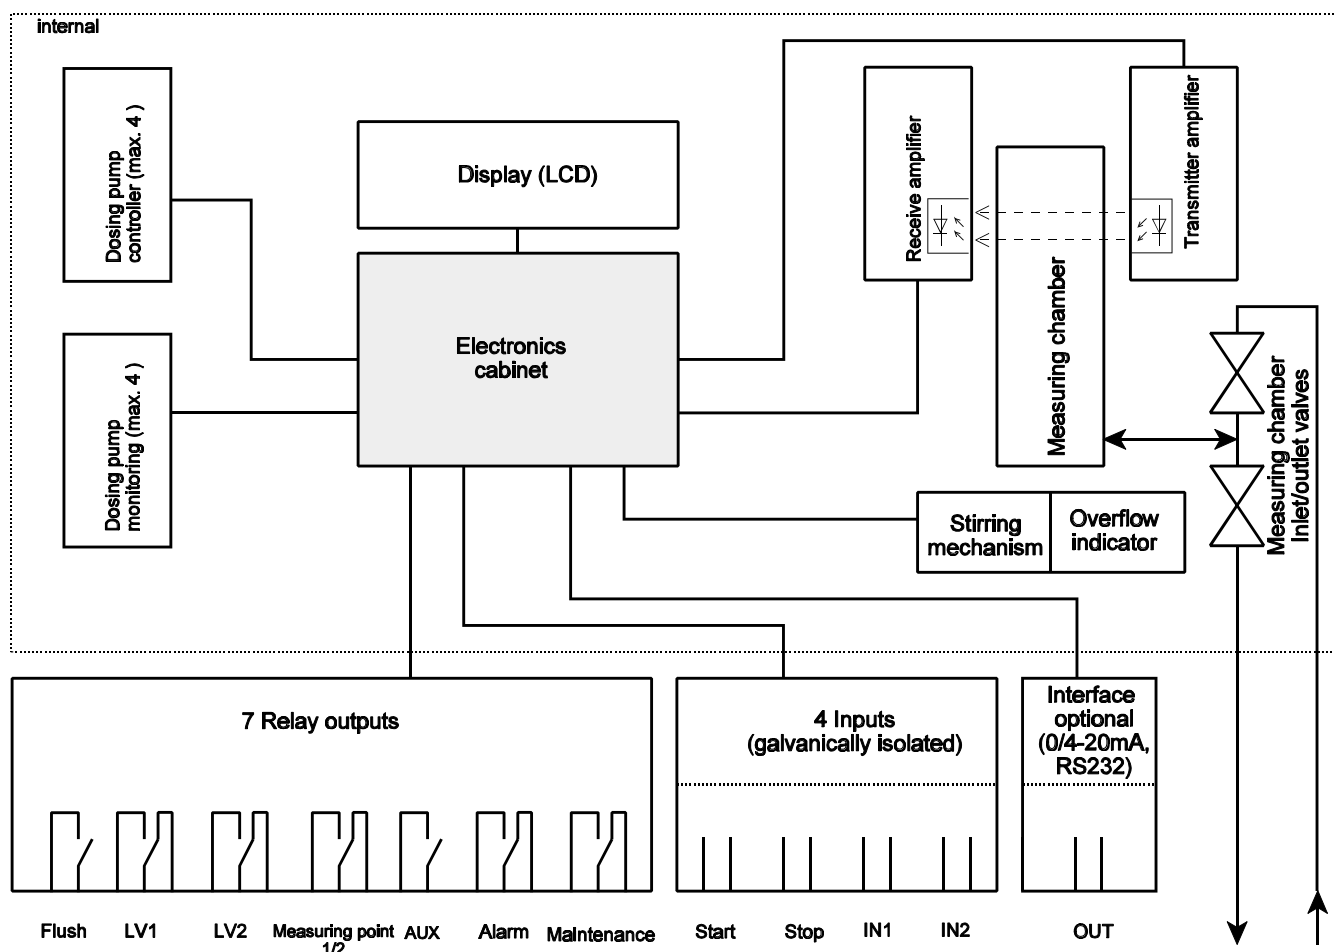 internal
Dosing pump
controller (max. 4 )
Display (LCD)
Receive amplifier
Transmitter amplifier
Measuring chamber
Electronics
cabinet
Dosing pump
monitoring (max. 4 )
Measuring chamber
Inlet/outlet valves
Stirring
mechanism
Overflow
indicator
7 Relay outputs
4 Inputs
(galvanically isolated)
Interface
optional
(0/4-20mA,
RS232)
Flush
LV1
LV2
Measuring point
1/2
AUX
Alarm
Maintenance
Start
Stop
IN1
IN2
OUT